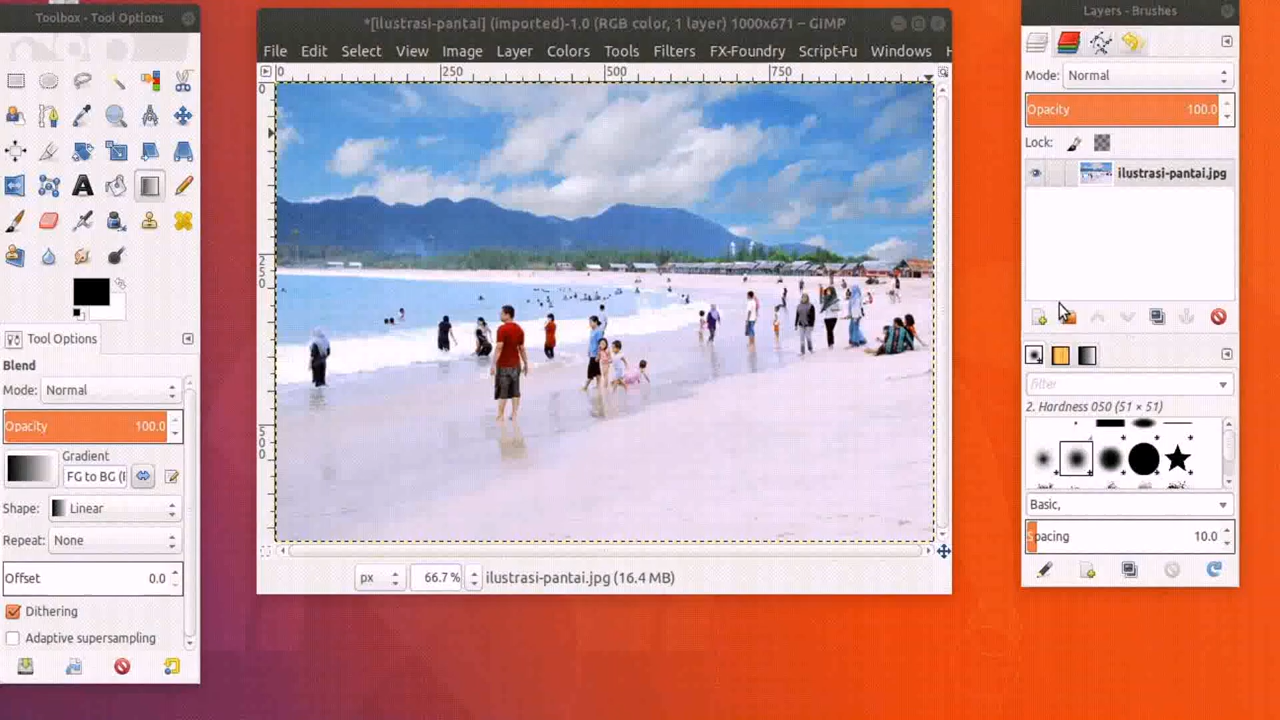 Toolbox - Tool Options
Tool Options
Blend
Mode: Normal
Opacity 100.0
Gradient
FG to BG (
Shape: Linear
Repeat: None
Offset 0.0
Dithering
Adaptive supersampling
*[ilustrasi-pantai] (imported)-1.0 (RGB color, 1 layer) 1000x671 – GIMP
File Edit Select View Image Layer Colors Tools Filters FX-Foundry Script-Fu Windows H
0 250 500 750
0
250
500
px 66.7 % ilustrasi-pantai.jpg (16.4 MB)
Layers - Brushes
Mode: Normal
Opacity 100.0
Lock:
ilustrasi-pantai.jpg
filter
2. Hardness 050 (51 × 51)
Basic,
Spacing 10.0